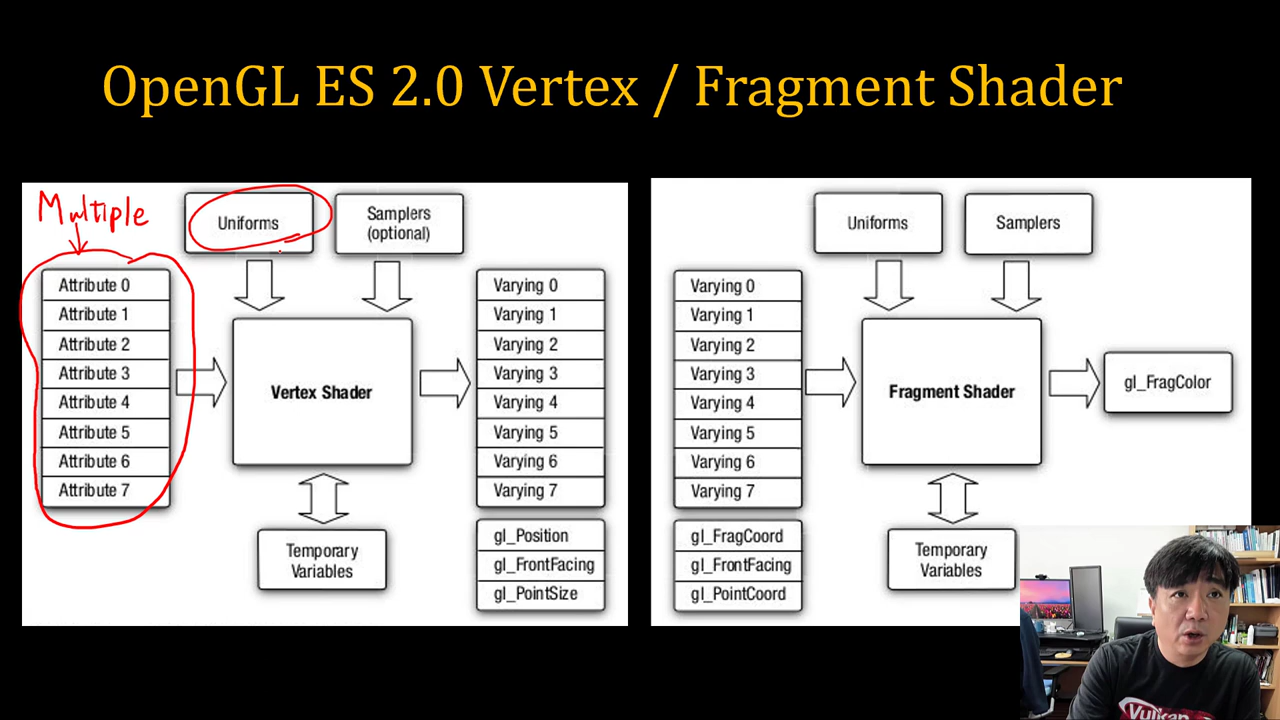 OpenGL ES 2.0 Vertex / Fragment Shader
Multiple
Uniforms
Samplers
(optional)
Attribute 0
Attribute 1
Attribute 2
Attribute 3
Attribute 4
Attribute 5
Attribute 6
Attribute 7
Vertex Shader
Varying 0
Varying 1
Varying 2
Varying 3
Varying 4
Varying 5
Varying 6
Varying 7
gl_Position
gl_FrontFacing
gl_PointSize
Temporary
Variables
Uniforms
Samplers
Varying 0
Varying 1
Varying 2
Varying 3
Varying 4
Varying 5
Varying 6
Varying 7
gl_FragCoord
gl_FrontFacing
gl_PointCoord
Fragment Shader
gl_FragColor
Temporary
Variables
Vulkan